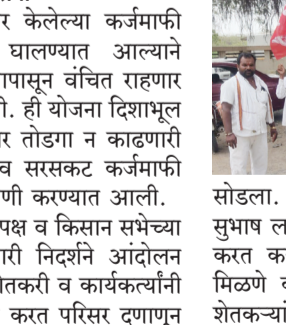 र केलेल्या कर्जमाफी
घालण्यात आल्याने
ापासून वंचित राहणार
ी. ही योजना दिशाभूल
र तोडगा न काढणारी
व सरसकट कर्जमाफी
णी करण्यात आली.
पक्ष व किसान सभेच्या
ारी निदर्शने आंदोलन
ेतकरी व कार्यकर्त्यांनी
करत परिसर दणाणून
सोडला.
सुभाष ल
करत क
मिळणे
शेतकऱ्यां